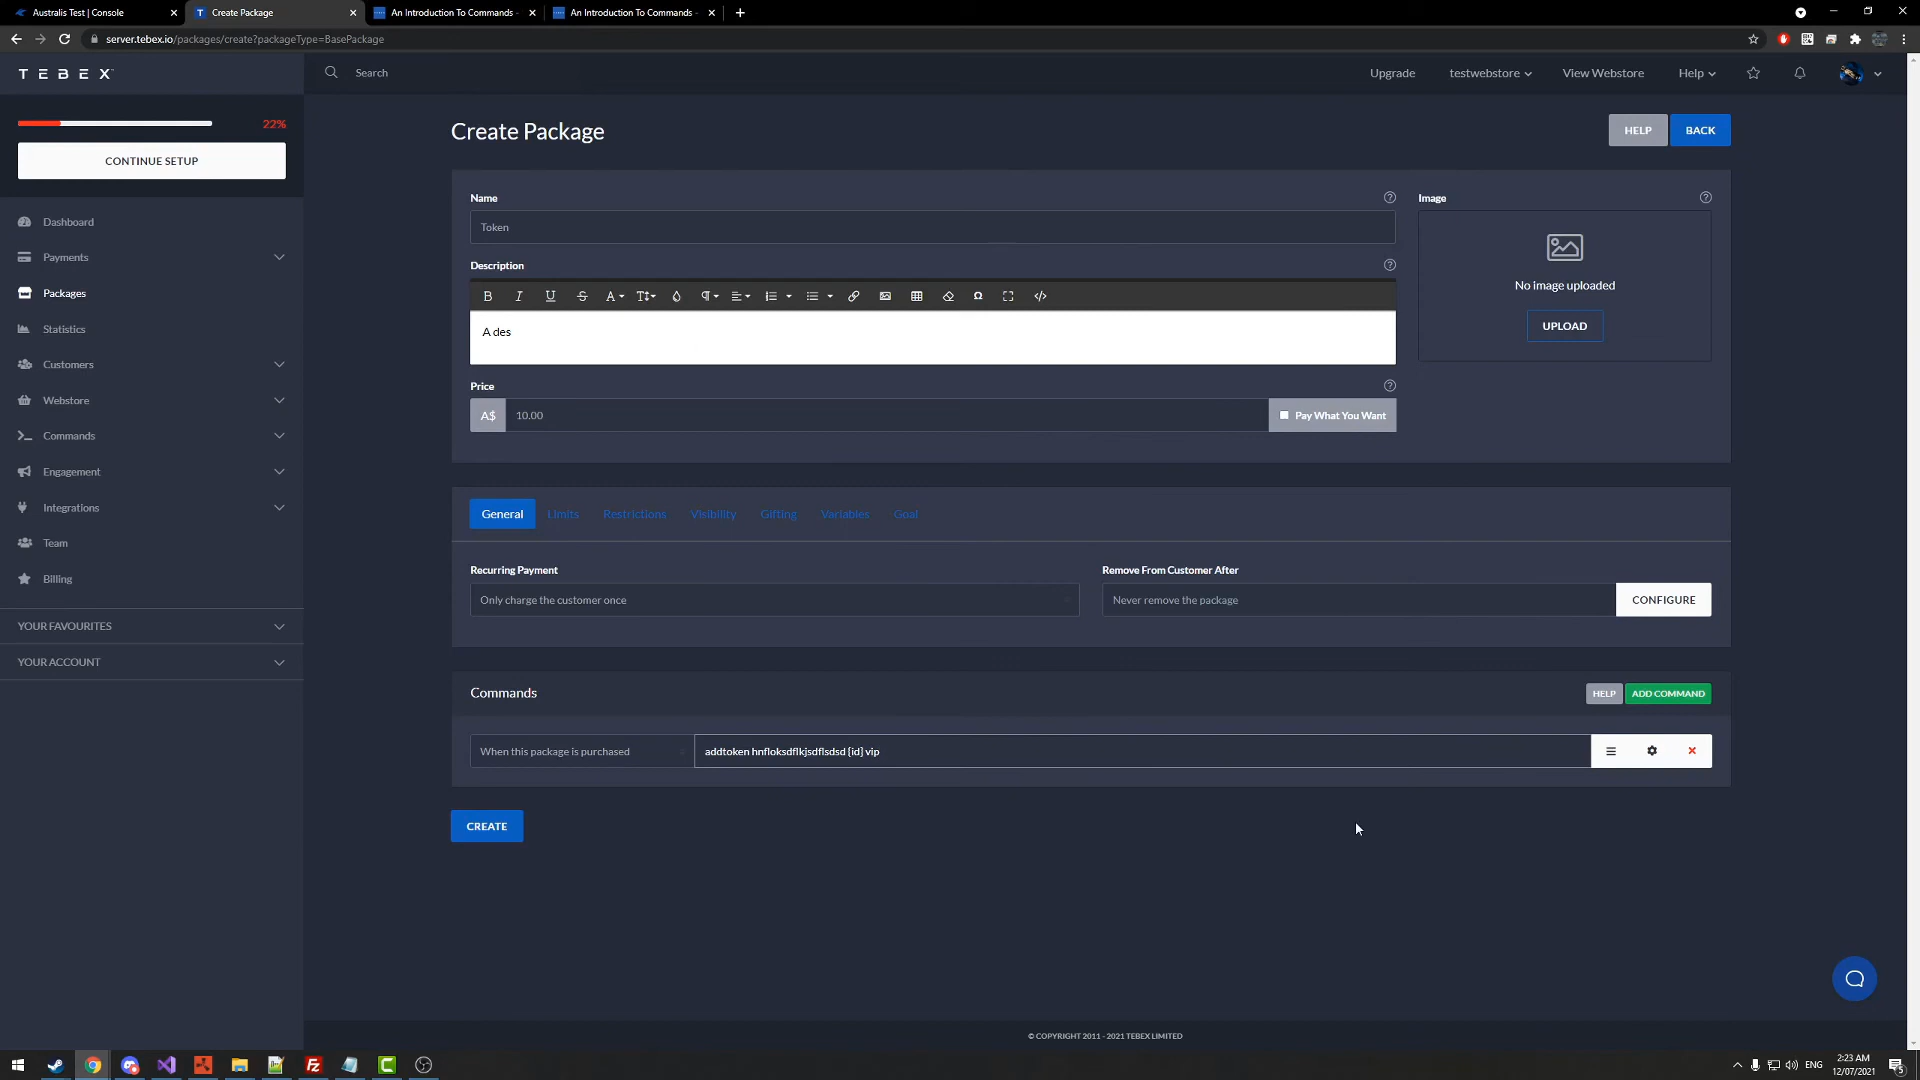 Australis Test | Console
Create Package
An Introduction To Commands -
An Introduction To Commands -
server.tebex.io/packages/create?packageType=BasePackage
TEBEX
Search
Upgrade
testwebstore
View Webstore
Help
22%
CONTINUE SETUP
Dashboard
Payments
Packages
Statistics
Customers
Webstore
Commands
Engagement
Integrations
Team
Billing
YOUR FAVOURITES
YOUR ACCOUNT
Create Package
HELP
BACK
Name
Token
Description
A des
Price
A$
10.00
Pay What You Want
Image
No image uploaded
UPLOAD
General
Limits
Restrictions
Visibility
Gifting
Variables
Goal
Recurring Payment
Only charge the customer once
Remove From Customer After
Never remove the package
CONFIGURE
Commands
HELP
ADD COMMAND
When this package is purchased
CREATE
© COPYRIGHT 2011 - 2021 TEBEX LIMITED
ENG
2:23 AM
12/07/2021